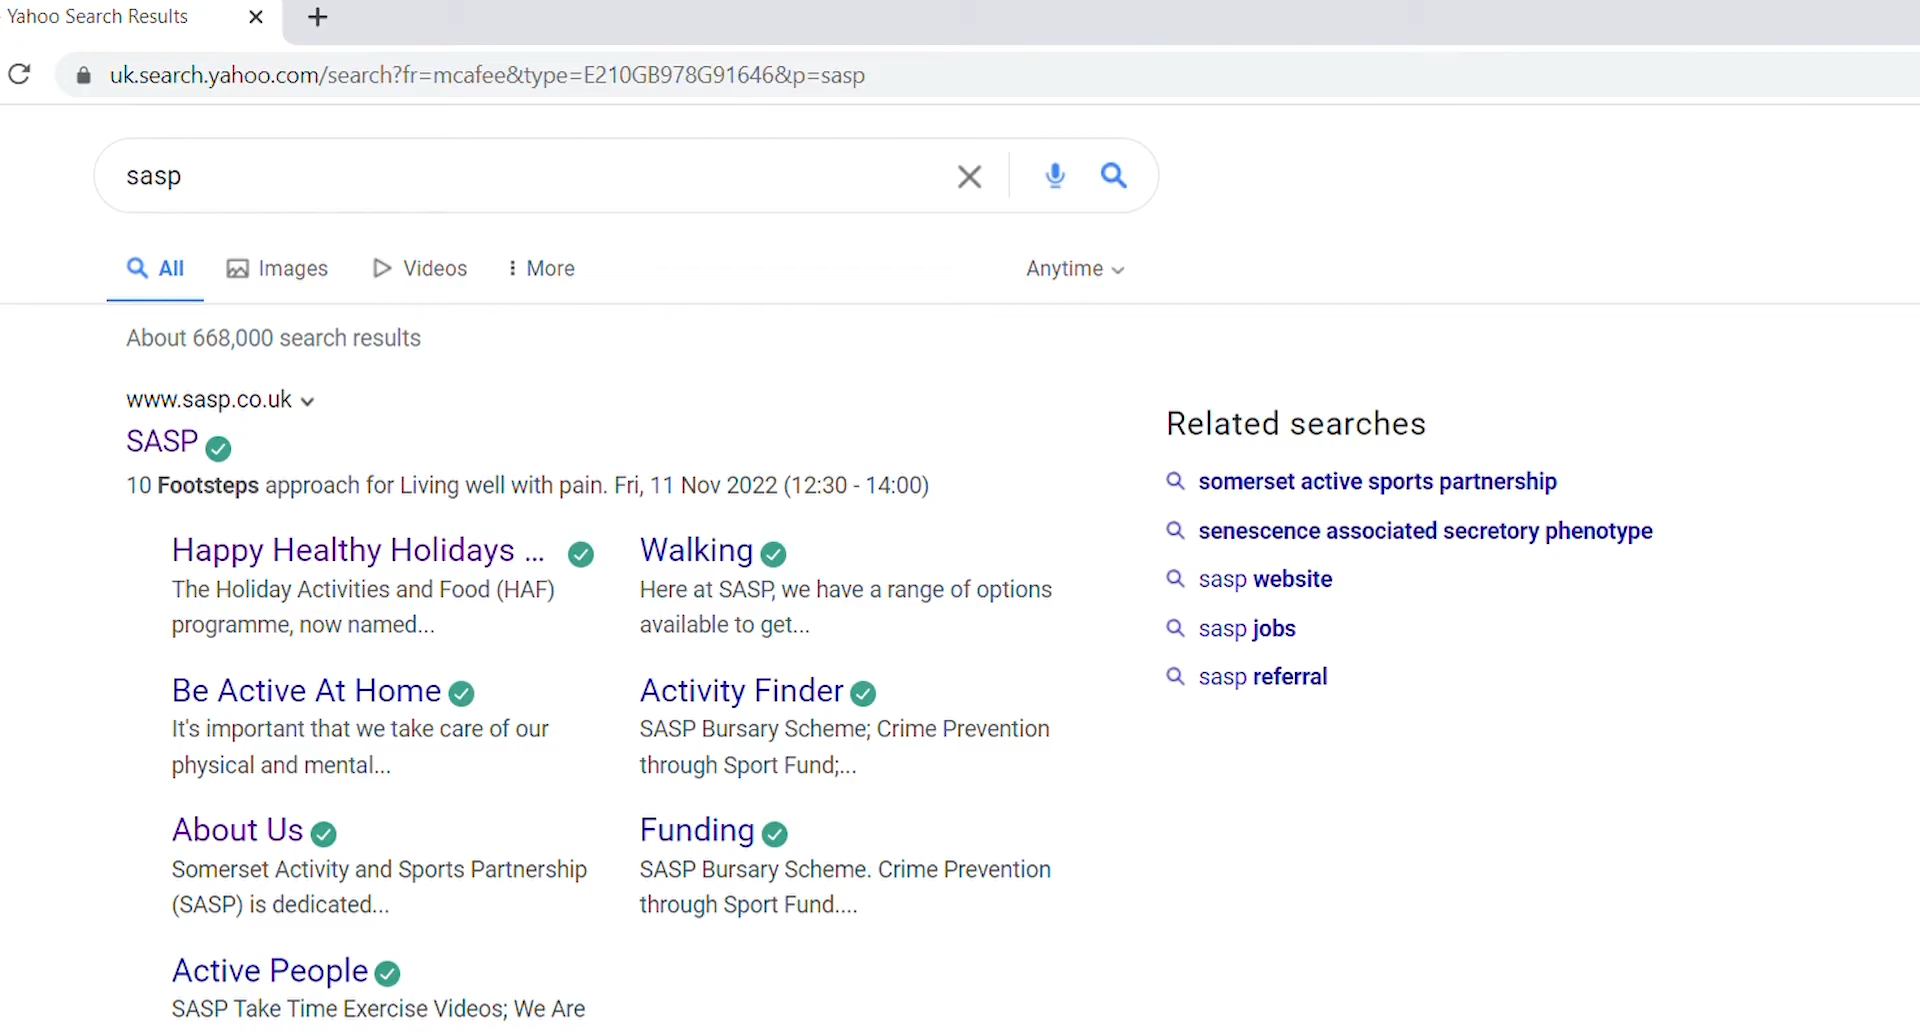 Yahoo Search Results
uk.search.yahoo.com/search?fr=mcafee&type=E210GB978G91646&p=sasp
sasp
All Images Videos More Anytime
About 668,000 search results
www.sasp.co.uk
SASP
10 Footsteps approach for Living well with pain. Fri, 11 Nov 2022 (12:30 - 14:00)
Happy Healthy Holidays ...
The Holiday Activities and Food (HAF)
programme, now named...
Walking
Here at SASP, we have a range of options
available to get...
Be Active At Home
It's important that we take care of our
physical and mental...
Activity Finder
SASP Bursary Scheme; Crime Prevention
through Sport Fund;...
About Us
Somerset Activity and Sports Partnership
(SASP) is dedicated...
Funding
SASP Bursary Scheme. Crime Prevention
through Sport Fund....
Active People
SASP Take Time Exercise Videos; We Are
Related searches
somerset active sports partnership
senescence associated secretory phenotype
sasp website
sasp jobs
sasp referral